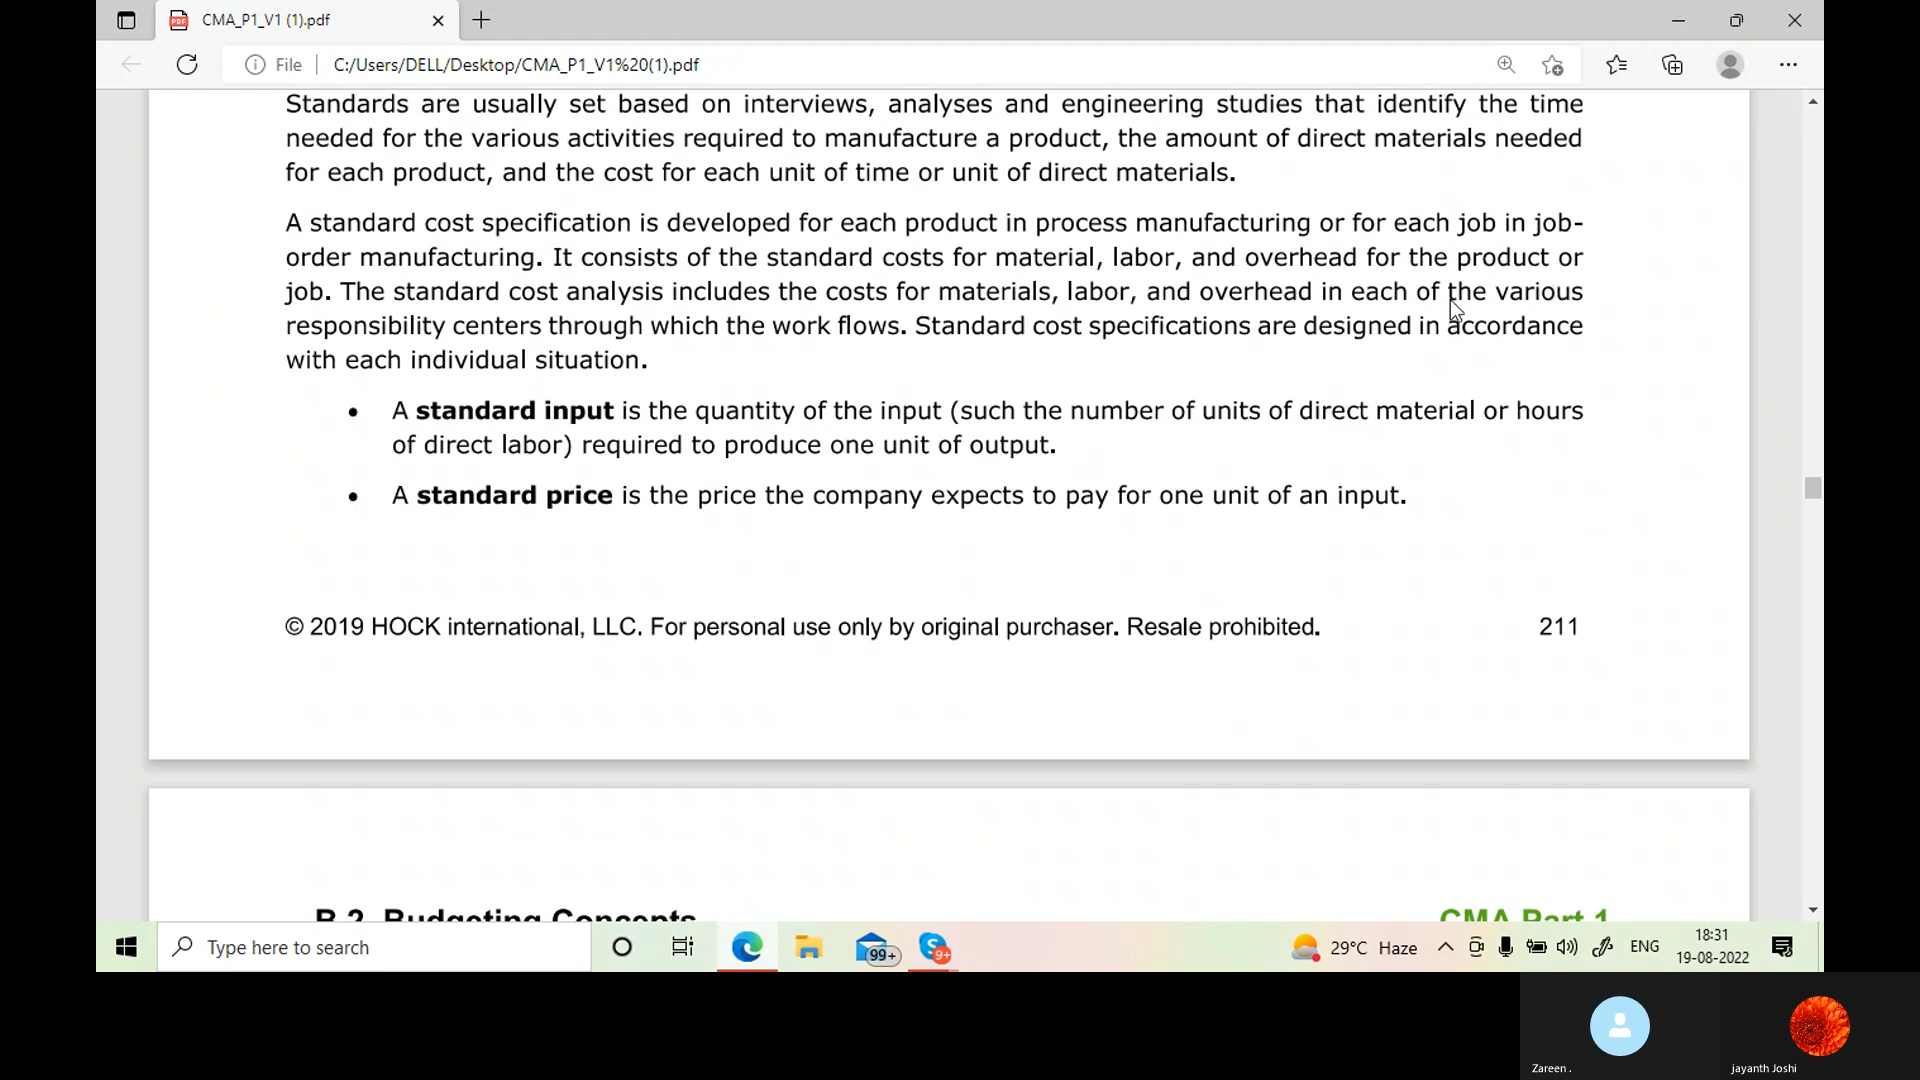 CMA_P1_V1 (1).pdf
File
C:/Users/DELL/Desktop/CMA_P1_V1%20(1).pdf
Standards are usually set based on interviews, analyses and engineering studies that identify the time
needed for the various activities required to manufacture a product, the amount of direct materials needed
for each product, and the cost for each unit of time or unit of direct materials.
A standard cost specification is developed for each product in process manufacturing or for each job in job-
order manufacturing. It consists of the standard costs for material, labor, and overhead for the product or
job. The standard cost analysis includes the costs for materials, labor, and overhead in each of the various
responsibility centers through which the work flows. Standard cost specifications are designed in accordance
with each individual situation.
• A standard input is the quantity of the input (such the number of units of direct material or hours
of direct labor) required to produce one unit of output.
• A standard price is the price the company expects to pay for one unit of an input.
© 2019 HOCK international, LLC. For personal use only by original purchaser. Resale prohibited. 211
B.2. Budgeting Concepts CMA Part 1
Type here to search
99+
9+
29°C Haze
ENG
18:31
19-08-2022
Zareen .
jayanth Joshi